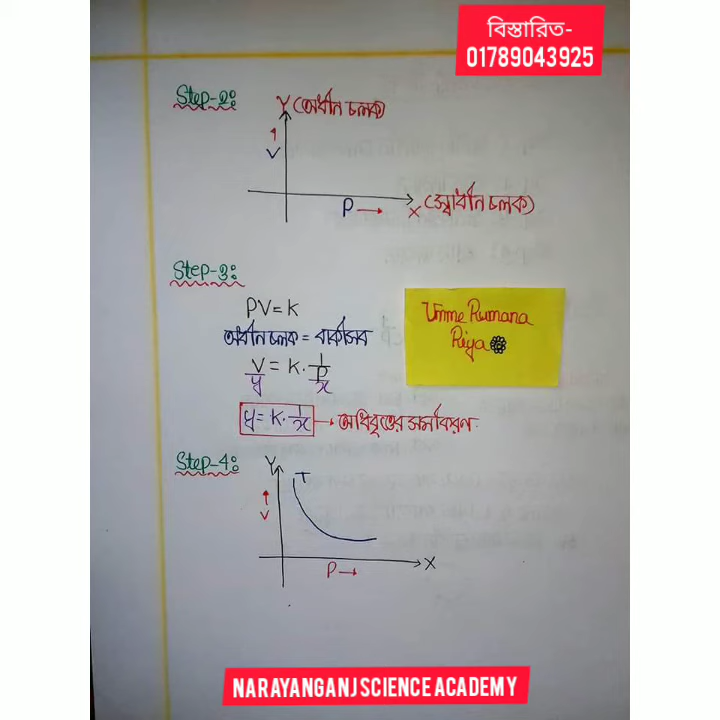 বিস্তারিত-
01789043925
Step-2:
Y (অধীন চলক)
↑
V
P →
X (স্বাধীন চলক)
Step-3:
PV = K
অধীন চলক = বাকীসব
V = K · 1/P
y x
y = K · 1/x → অধিবৃত্তের সমীকরণ
Umme Rumana
Riya
Step-4:
Y
T
↑
V
P →
X
NARAYANGANJ SCIENCE ACADEMY